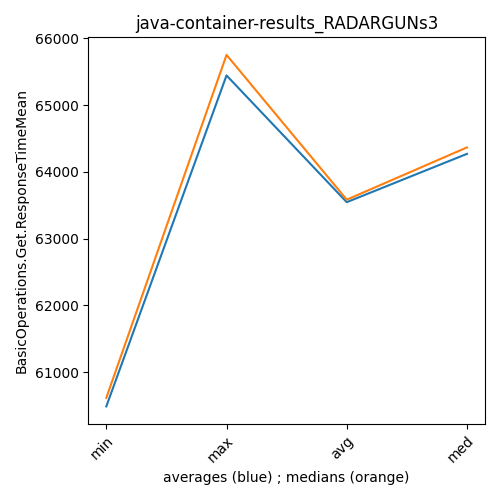 java-container-results_RADARGUNs3
BasicOperations.Get.ResponseTimeMean
66000
65000
64000
63000
62000
61000
min
max
avg
med
averages (blue) ; medians (orange)